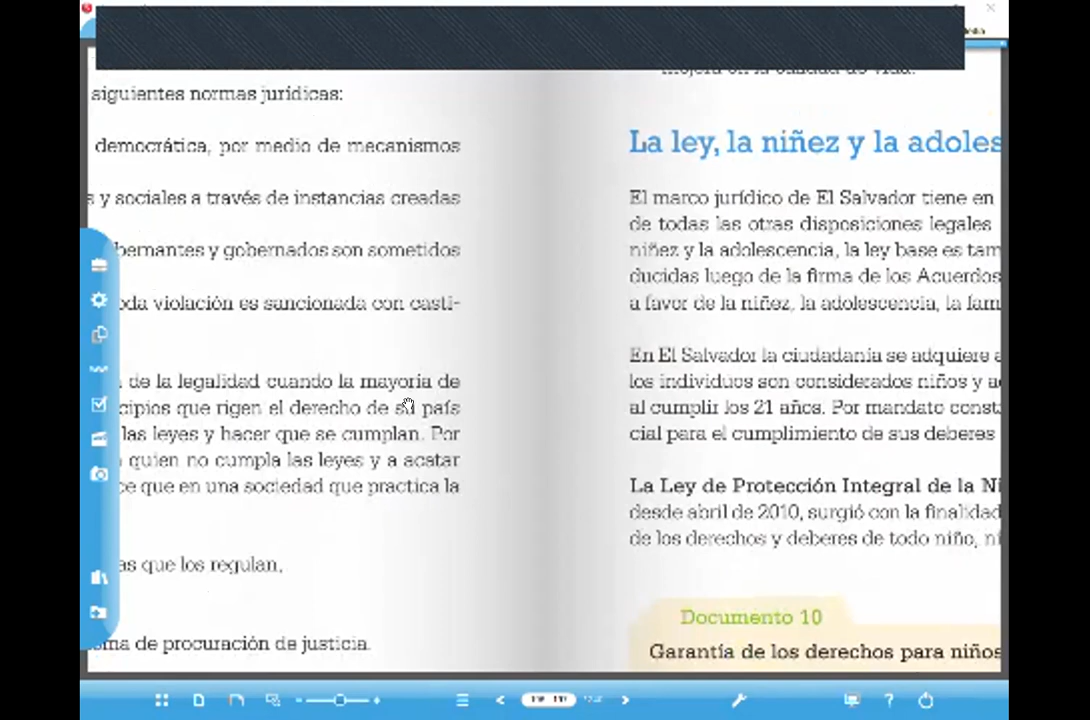 siguientes normas jurídicas:
democrática, por medio de mecanismos
s y sociales a través de instancias creadas
bernantes y gobernados son sometidos
oda violación es sancionada con casti-
de la legalidad cuando la mayoría de
cipios que rigen el derecho de su país
las leyes y hacer que se cumplan. Por
quien no cumpla las leyes y a acatar
ce que en una sociedad que practica la
as que los regulan,
ma de procuración de justicia.
mejora en la calidad de vida.
La ley, la niñez y la adoles
El marco jurídico de El Salvador tiene en
de todas las otras disposiciones legales
niñez y la adolescencia, la ley base es tam
ducidas luego de la firma de los Acuerdos
a favor de la niñez, la adolescencia, la fam
En El Salvador la ciudadanía se adquiere a
los individuos son considerados niños y a
al cumplir los 21 años. Por mandato const
cial para el cumplimiento de sus deberes
La Ley de Protección Integral de la Ni
desde abril de 2010, surgió con la finalidad
de los derechos y deberes de todo niño, ni
Documento 10
Garantía de los derechos para niños